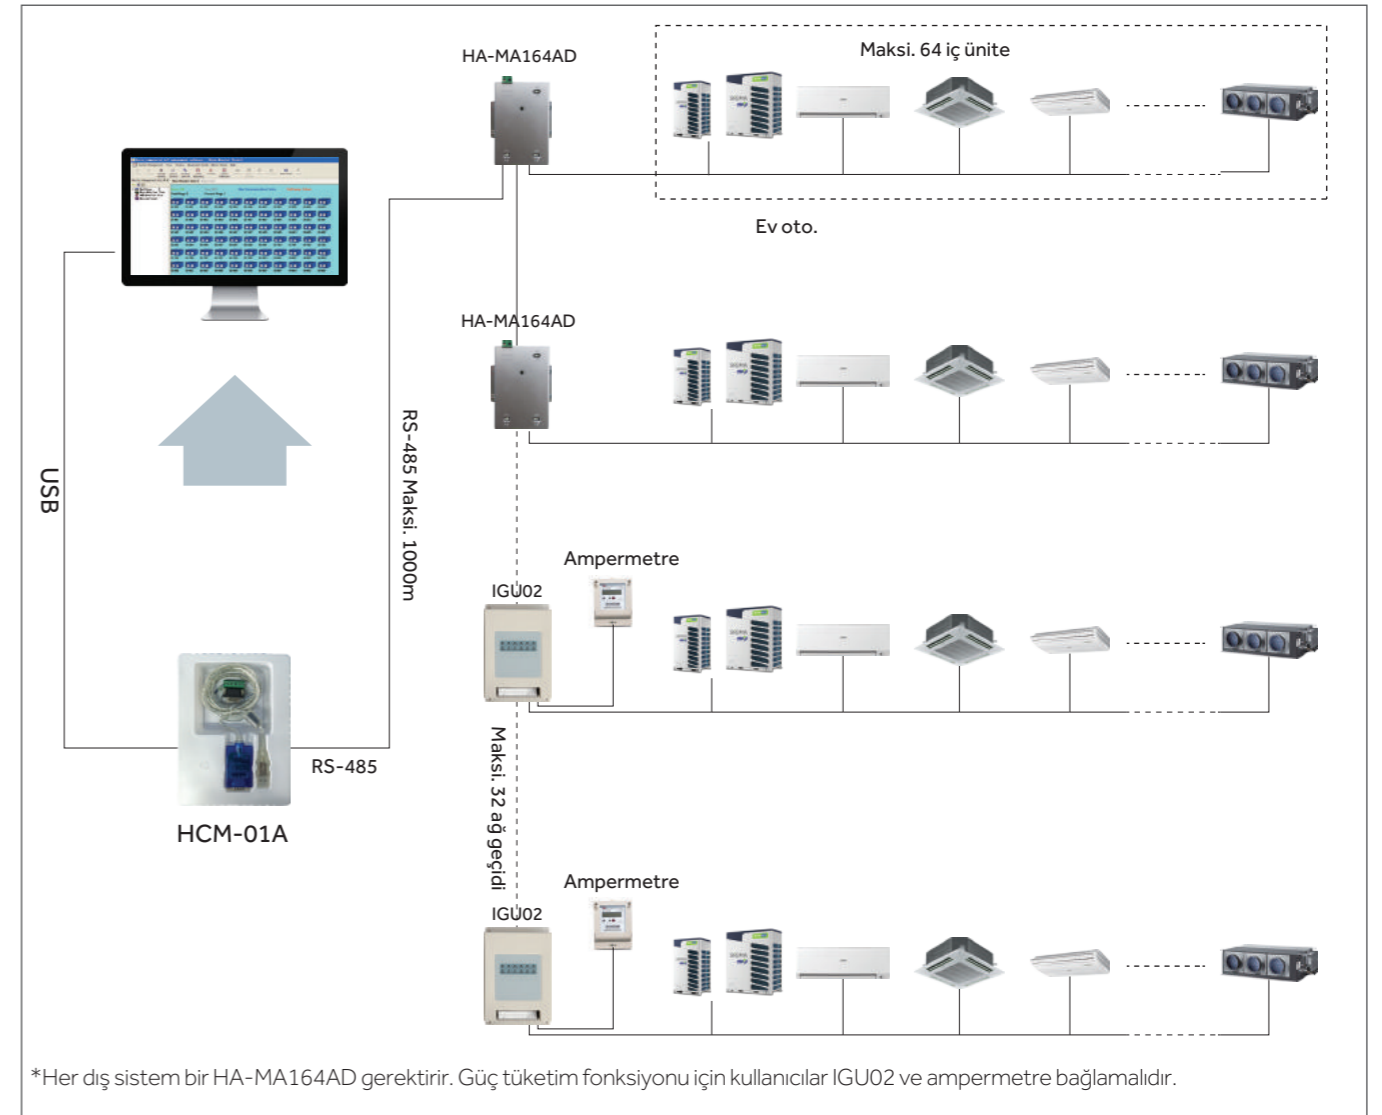 HA-MA164AD
Maksi. 64 iç ünite
Ev oto.
HA-MA164AD
USB
RS-485 Maksi. 1000m
Ampermetre
IGU02
RS-485
HCM-01A
Maksi. 32 ağ geçidi
Ampermetre
IGU02
*Her dış sistem bir HA-MA164AD gerektirir. Güç tüketim fonksiyonu için kullanıcılar IGU02 ve ampermetre bağlamalıdır.